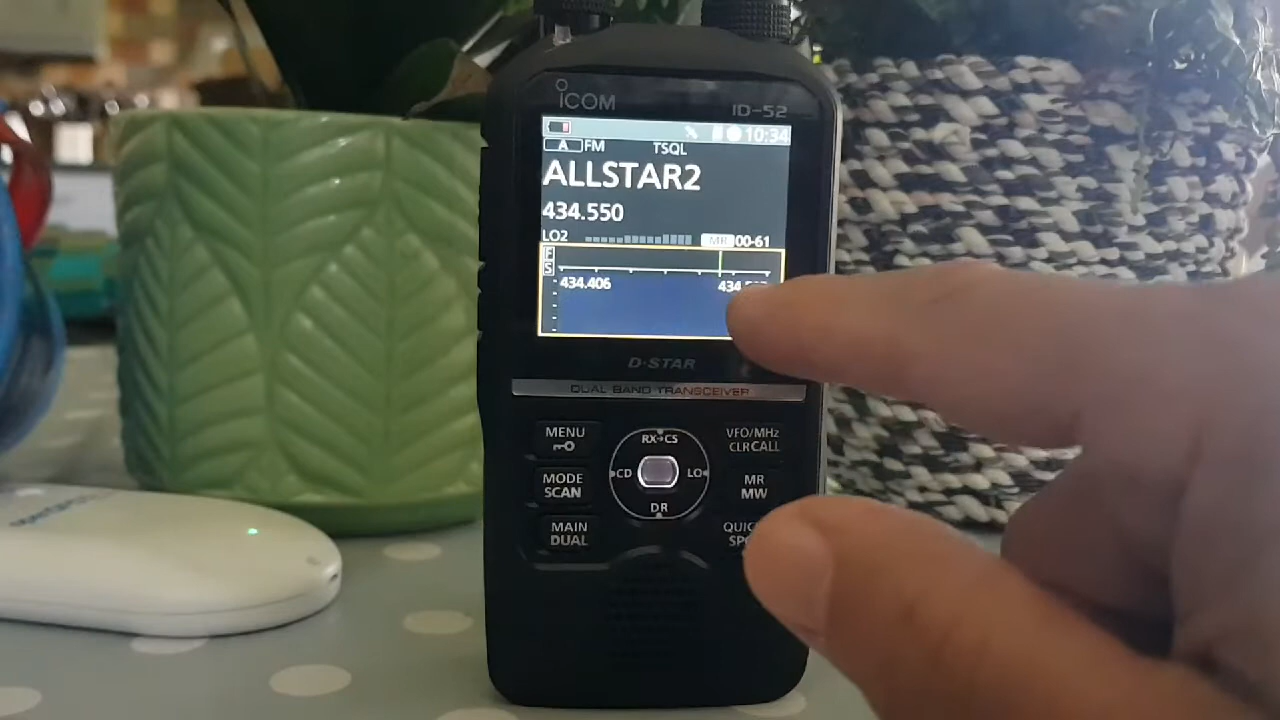 ICOM
ID-52
10:34
A FM TSQL
ALLSTAR2
434.550
LO2 MR 00-61
F
S
434.406
D-STAR
DUAL BAND TRANSCEIVER
MENU RX→CS VFO/MHz
CLR CALL
MODE CD LO MR
SCAN MW
DR
MAIN
DUAL